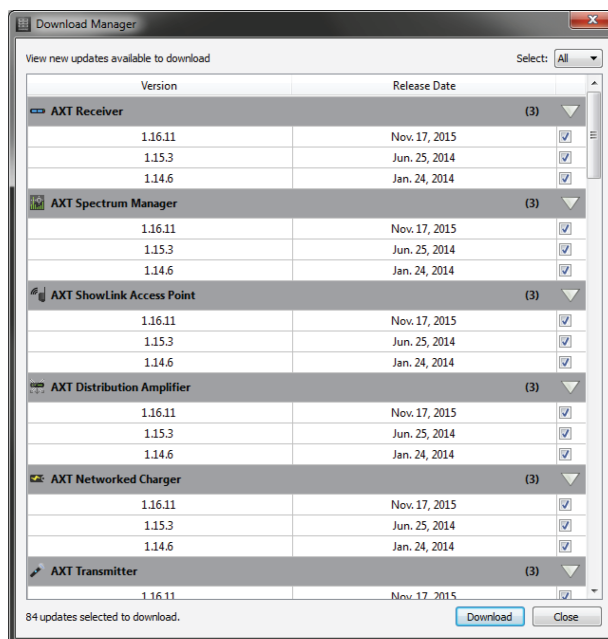 Download Manager
View new updates available to download Select: All
Version Release Date
AXT Receiver (3)
1.16.11 Nov. 17, 2015
1.15.3 Jun. 25, 2014
1.14.6 Jan. 24, 2014
AXT Spectrum Manager (3)
1.16.11 Nov. 17, 2015
1.15.3 Jun. 25, 2014
1.14.6 Jan. 24, 2014
AXT ShowLink Access Point (3)
1.16.11 Nov. 17, 2015
1.15.3 Jun. 25, 2014
1.14.6 Jan. 24, 2014
AXT Distribution Amplifier (3)
1.16.11 Nov. 17, 2015
1.15.3 Jun. 25, 2014
1.14.6 Jan. 24, 2014
AXT Networked Charger (3)
1.16.11 Nov. 17, 2015
1.15.3 Jun. 25, 2014
1.14.6 Jan. 24, 2014
AXT Transmitter (3)
1.16.11 Nov. 17, 2015
84 updates selected to download. Download Close